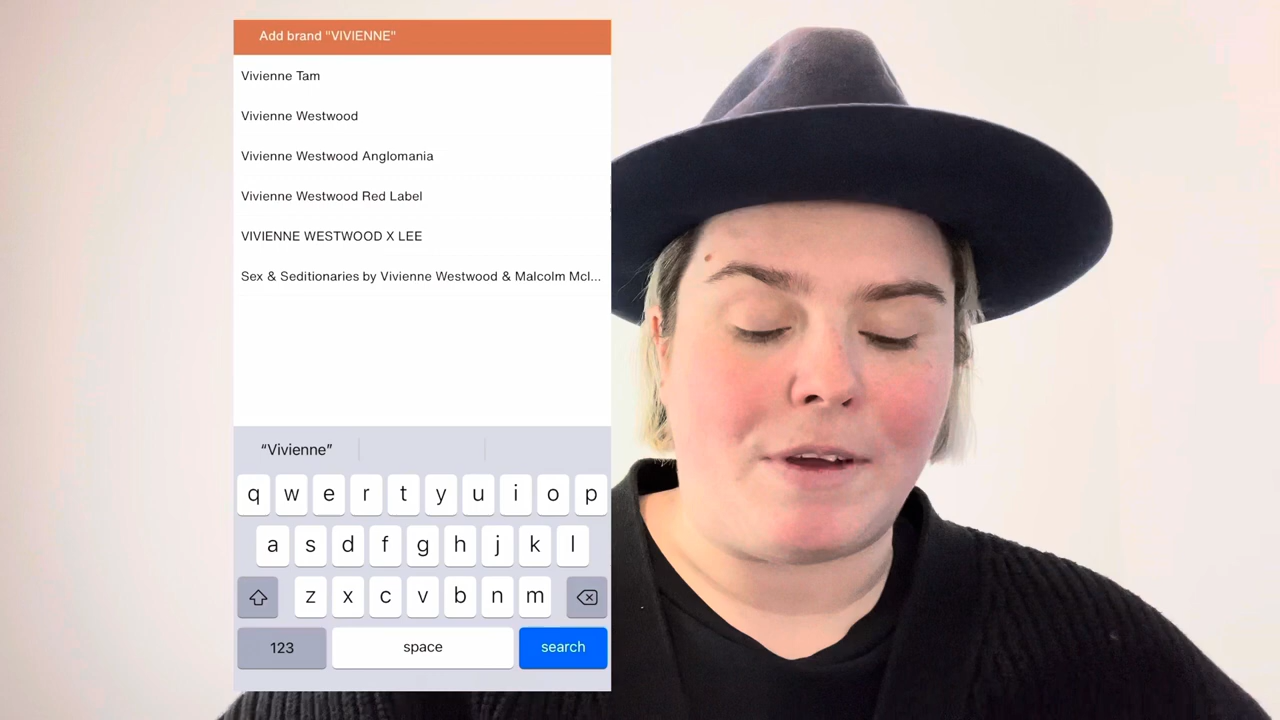 Add brand "VIVIENNE"
Vivienne Tam
Vivienne Westwood
Vivienne Westwood Anglomania
Vivienne Westwood Red Label
VIVIENNE WESTWOOD X LEE
Sex & Seditionaries by Vivienne Westwood & Malcolm Mcl...
“Vivienne”
q w e r t y u i o p
a s d f g h j k l
z x c v b n m
123 space search